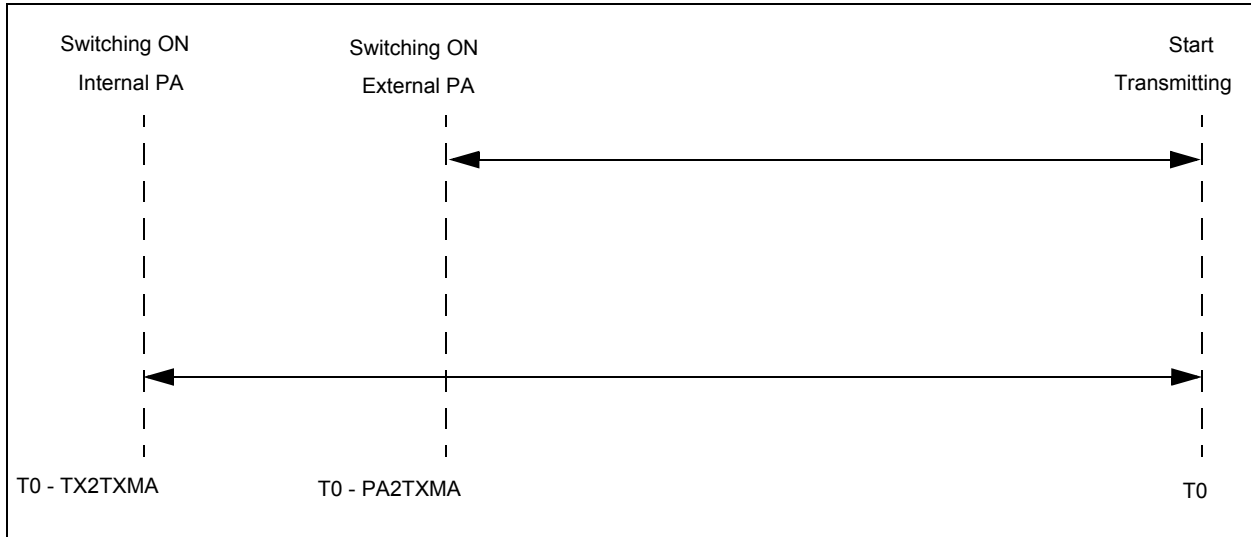 Switching ON
Internal PA
Switching ON
External PA
Start
Transmitting
T0 - TX2TXMA
T0 - PA2TXMA
T0